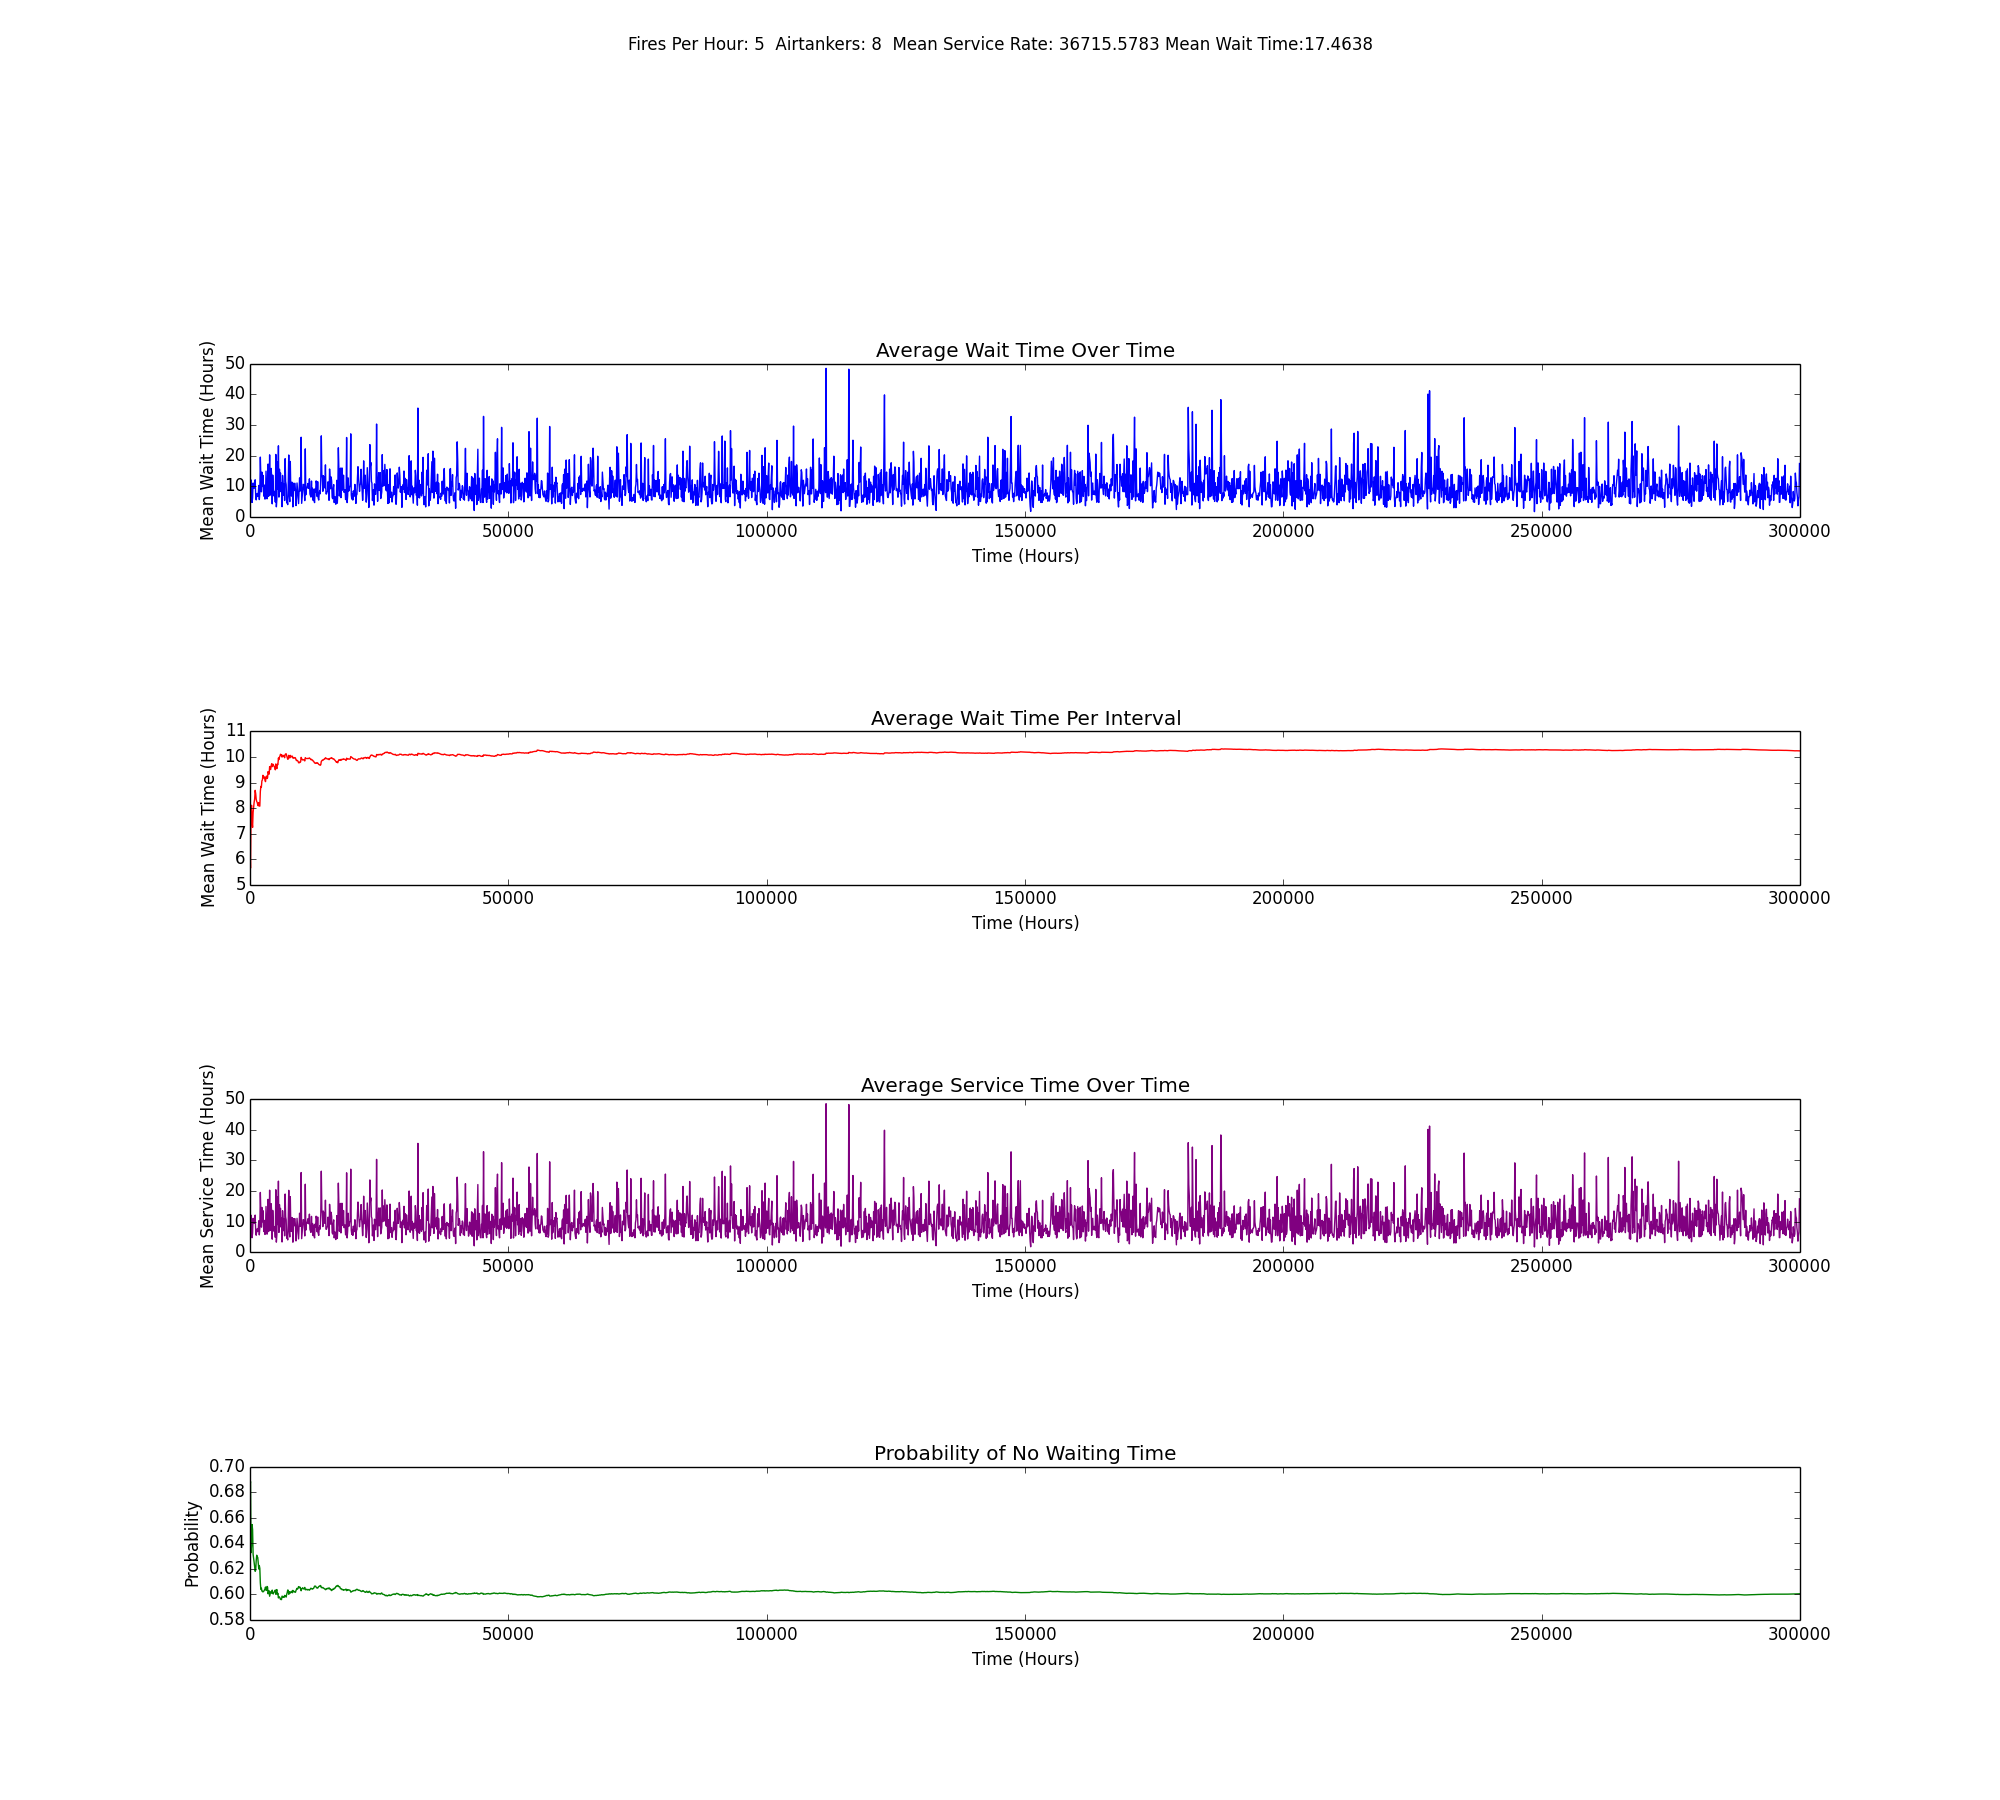 Fires Per Hour: 5  Airtankers: 8  Mean Service Rate: 36715.5783 Mean Wait Time:17.4638
Average Wait Time Over Time
Mean Wait Time (Hours)
50
40
30
20
10
0
0 50000 100000 150000 200000 250000 300000
Time (Hours)
Average Wait Time Per Interval
Mean Wait Time (Hours)
11
10
9
8
7
6
5
0 50000 100000 150000 200000 250000 300000
Time (Hours)
Average Service Time Over Time
Mean Service Time (Hours)
50
40
30
20
10
0
0 50000 100000 150000 200000 250000 300000
Time (Hours)
Probability of No Waiting Time
Probability
0.70
0.68
0.66
0.64
0.62
0.60
0.58
0 50000 100000 150000 200000 250000 300000
Time (Hours)